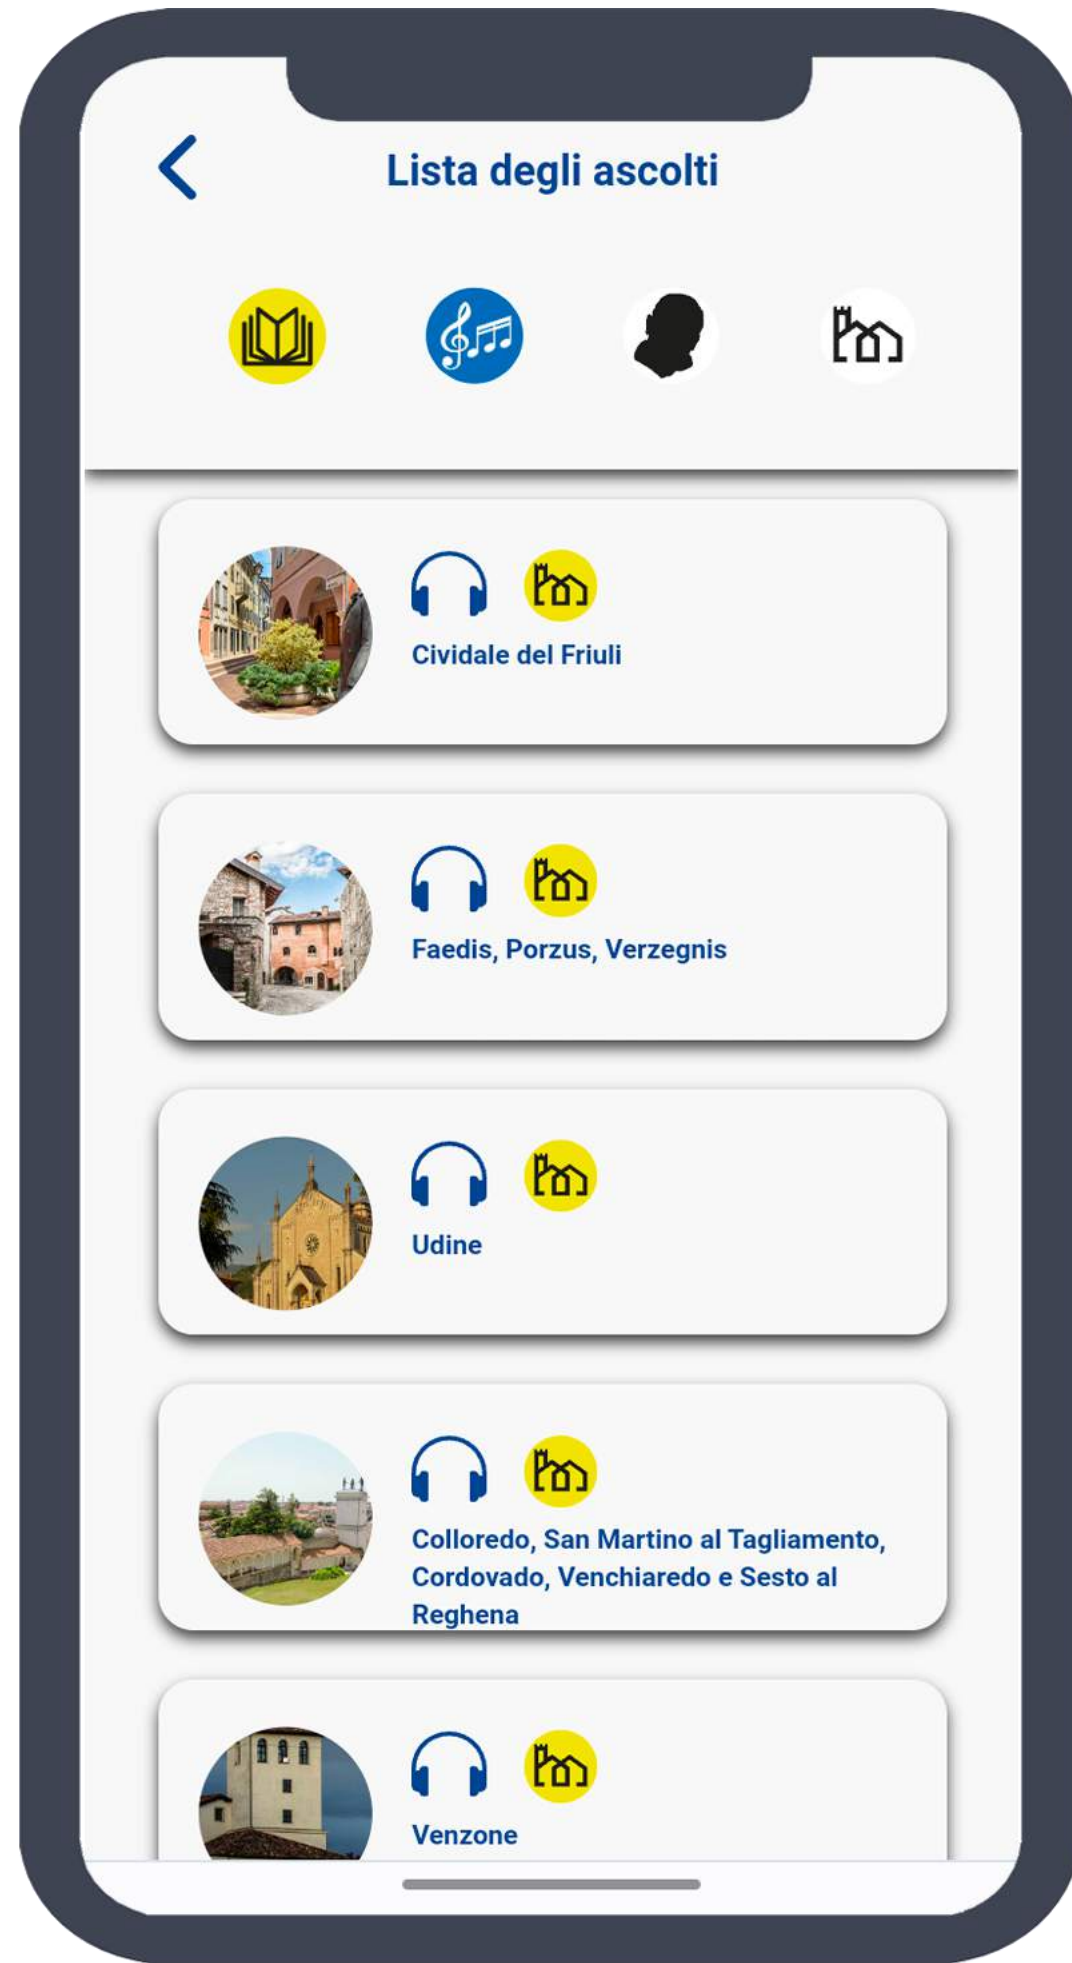 Lista degli ascolti
Cividale del Friuli
Faedis, Porzus, Verzegnis
Udine
Colloredo, San Martino al Tagliamento,
Cordovado, Venchiaredo e Sesto al
Reghena
Venzone